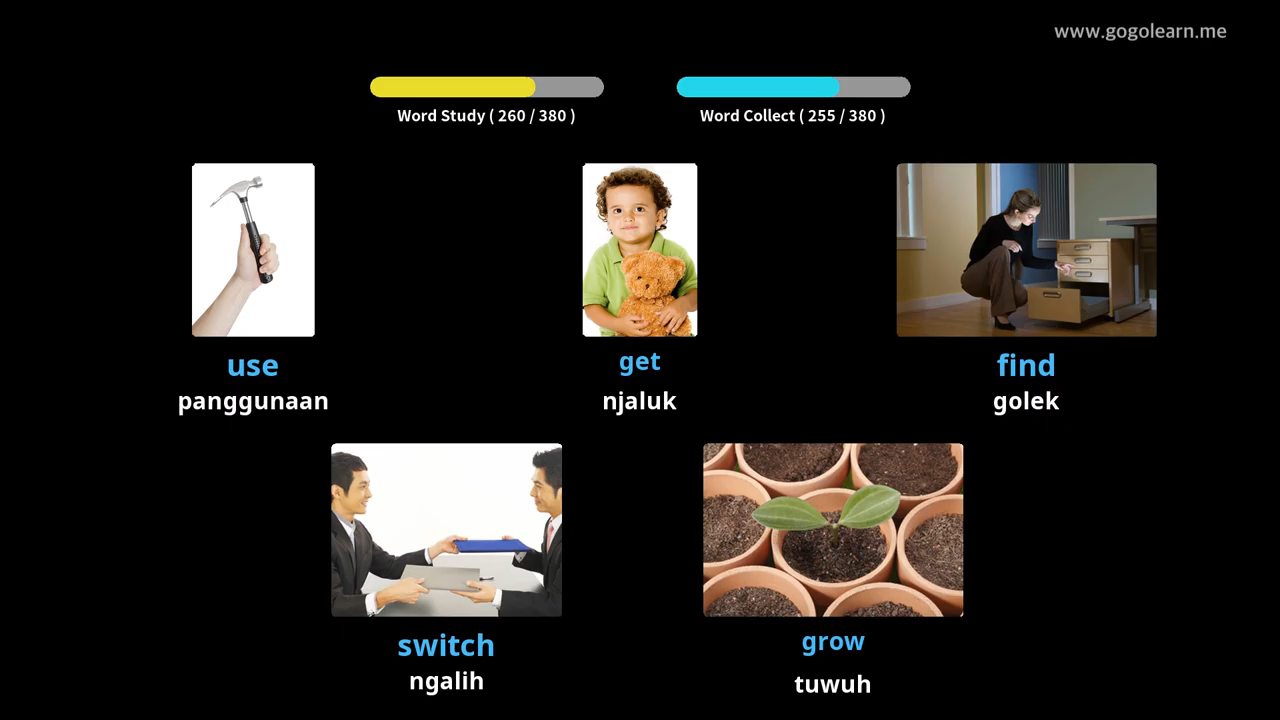 www.gogolearn.me
Word Study ( 260 / 380 )
Word Collect ( 255 / 380 )
use
panggunaan
get
njaluk
find
golek
switch
ngalih
grow
tuwuh